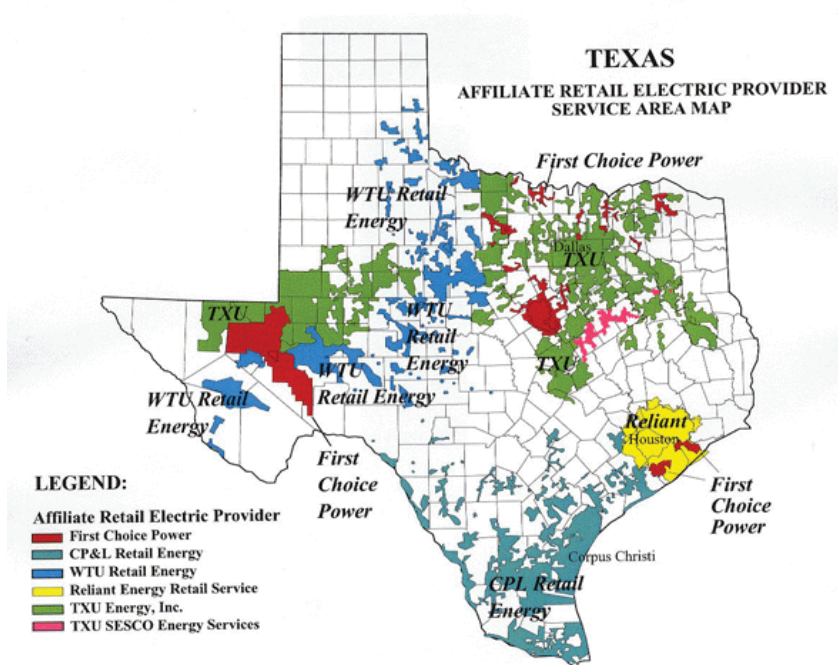 TEXAS
AFFILIATE RETAIL ELECTRIC PROVIDER
SERVICE AREA MAP
First Choice Power
WTU Retail
Energy
Dallas
TXU
TXU
WTU
Retail
Energy
TXU
WTU
Retail Energy
WTU Retail
Energy
Reliant
Houston
First
Choice
Power
First
Choice
Power
Corpus Christi
CPL Retail
Energy
LEGEND:
Affiliate Retail Electric Provider
First Choice Power
CP&L Retail Energy
WTU Retail Energy
Reliant Energy Retail Service
TXU Energy, Inc.
TXU SESCO Energy Services